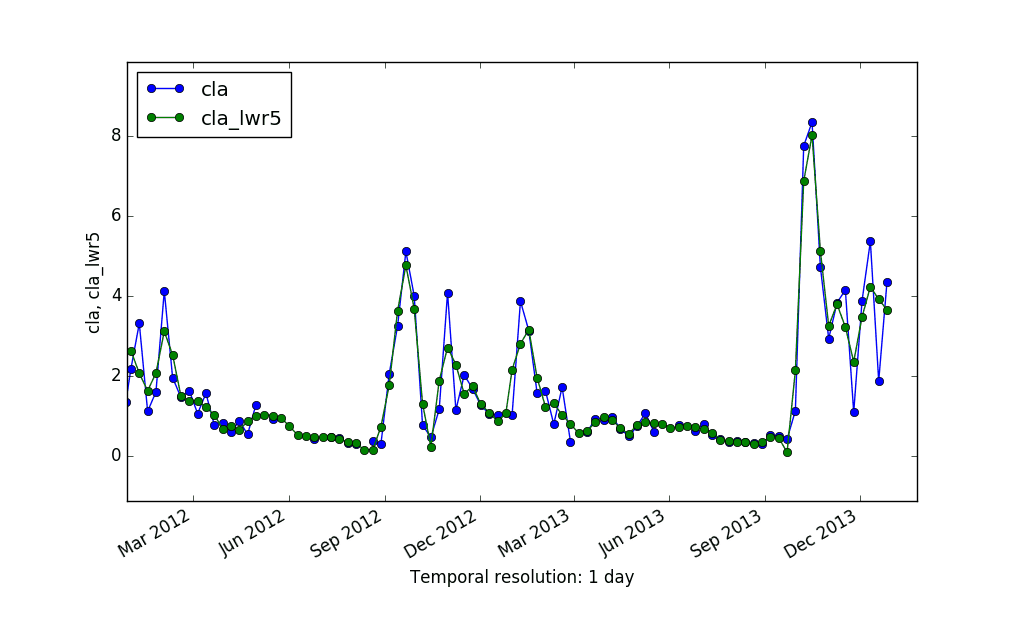 cla
cla_lwr5
8
6
4
2
0
cla, cla_lwr5
Mar 2012
Jun 2012
Sep 2012
Dec 2012
Mar 2013
Jun 2013
Sep 2013
Dec 2013
Temporal resolution: 1 day